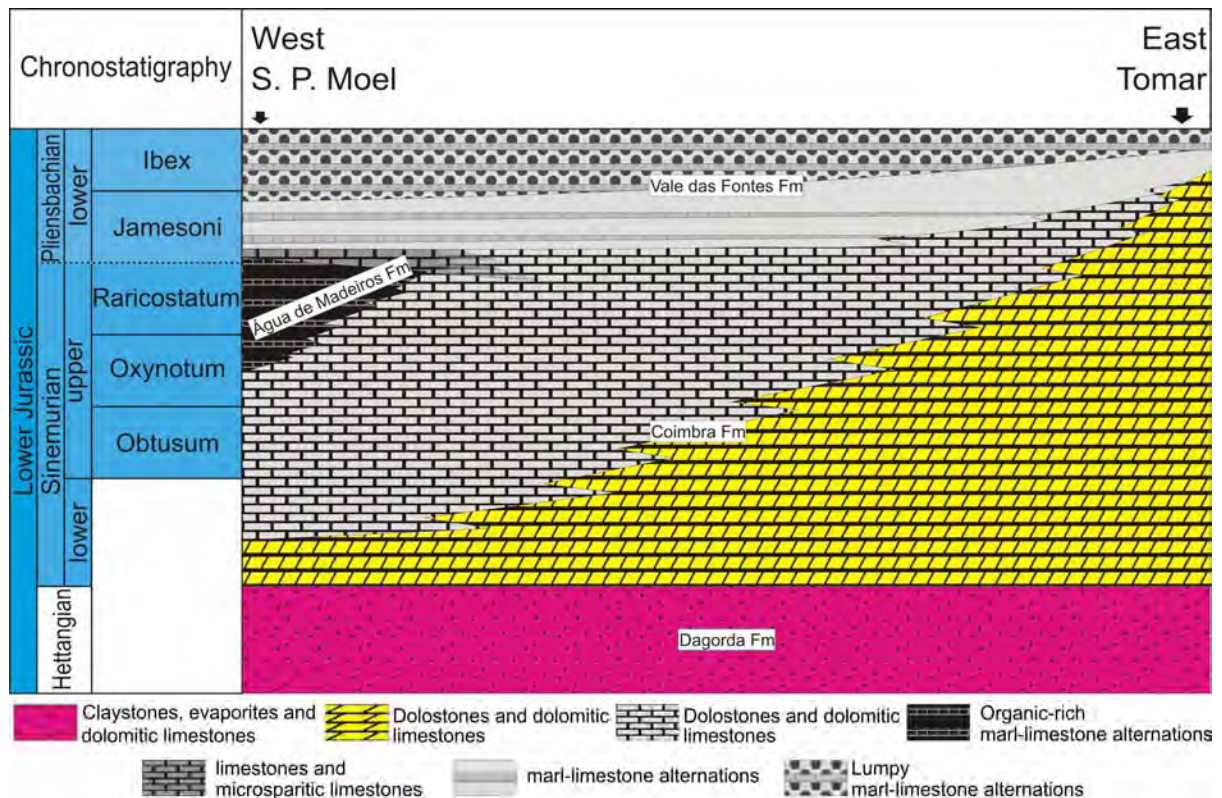 Chronostatigraphy
West
S. P. Moel
East
Tomar
Lower Jurassic
Pliensbachian
lower
Ibex
Jamesoni
Sinemurian
upper
Raricostatum
Oxynotum
Obtusum
lower
Hettangian
Vale das Fontes Fm
Água de Madeiros Fm
Coimbra Fm
Dagorda Fm
Claystones, evaporites and
dolomitic limestones
Dolostones and dolomitic
limestones
Dolostones and dolomitic
limestones
Organic-rich
marl-limestone alternations
limestones and
microsparitic limestones
marl-limestone alternations
Lumpy
marl-limestone alternations